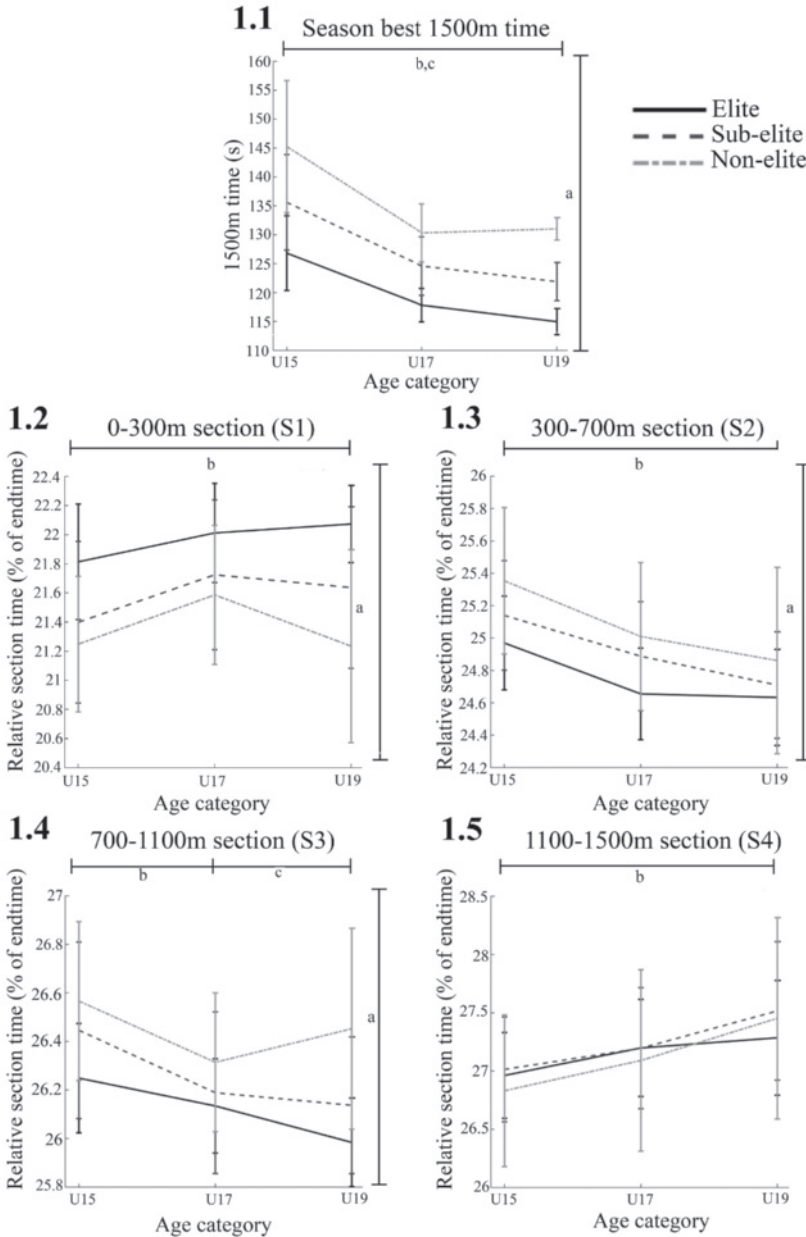 1.1
Season best 1500m time
b,c
160
155
150
145
140
135
130
125
120
115
110
1500m time (s)
a
U15
U17
U19
Age category
Elite
Sub-elite
Non-elite
1.2
0-300m section (S1)
b
22.4
22.2
22
21.8
21.6
21.4
21.2
21
20.8
20.6
20.4
Relative section time (% of endtime)
a
U15
U17
U19
Age category
1.3
300-700m section (S2)
b
26
25.8
25.6
25.4
25.2
25
24.8
24.6
24.4
24.2
Relative section time (% of endtime)
a
U15
U17
U19
Age category
1.4
700-1100m section (S3)
b
c
27
26.8
26.6
26.4
26.2
26
25.8
Relative section time (% of endtime)
a
U15
U17
U19
Age category
1.5
1100-1500m section (S4)
b
28.5
28
27.5
27
26.5
26
Relative section time (% of endtime)
U15
U17
U19
Age category